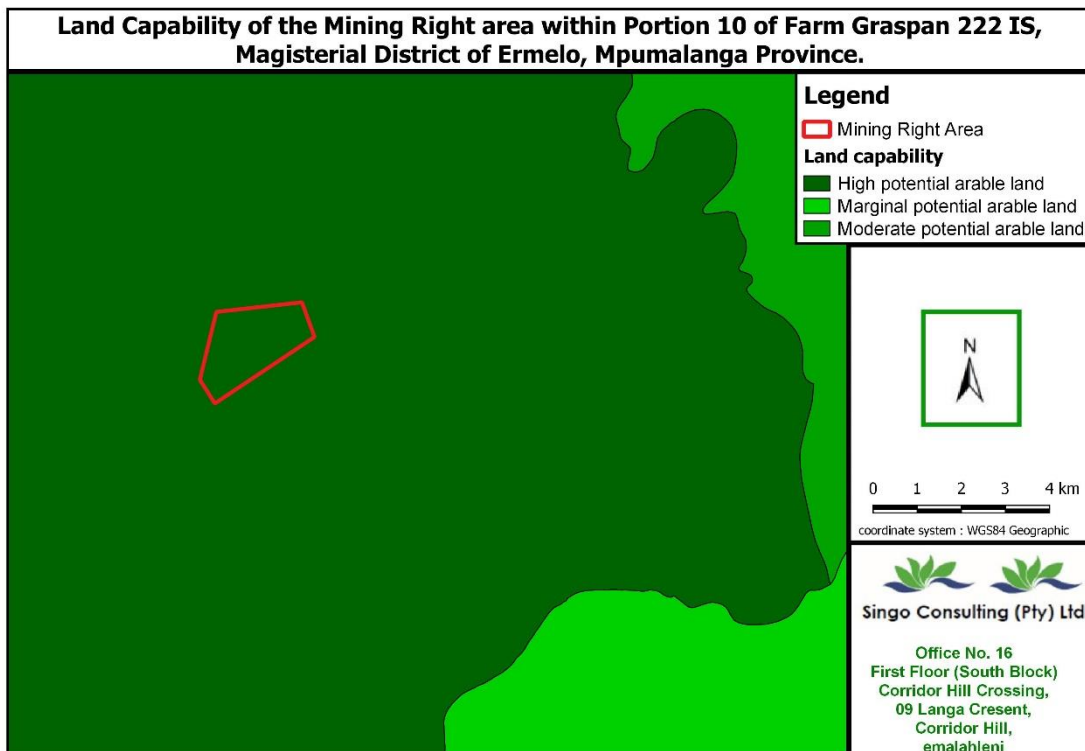 Land Capability of the Mining Right area within Portion 10 of Farm Graspan 222 IS,
Magisterial District of Ermelo, Mpumalanga Province.
Legend
Mining Right Area
Land capability
High potential arable land
Marginal potential arable land
Moderate potential arable land
N
0 1 2 3 4 km
coordinate system : WGS84 Geographic
Singo Consulting (Py) Ltd
Office No. 16
First Floor (South Block)
Corridor Hill Crossing,
09 Langa Cresent,
Corridor Hill,
emalahleni